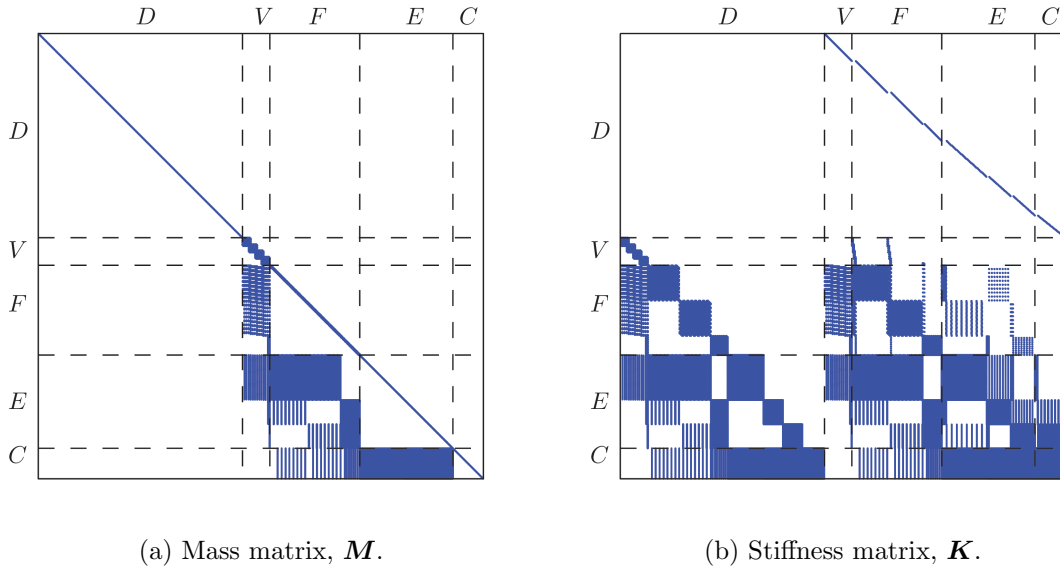 D V F E C D V F E C
D D
V V
F F
E E
C C
(a) Mass matrix, M. (b) Stiffness matrix, K.